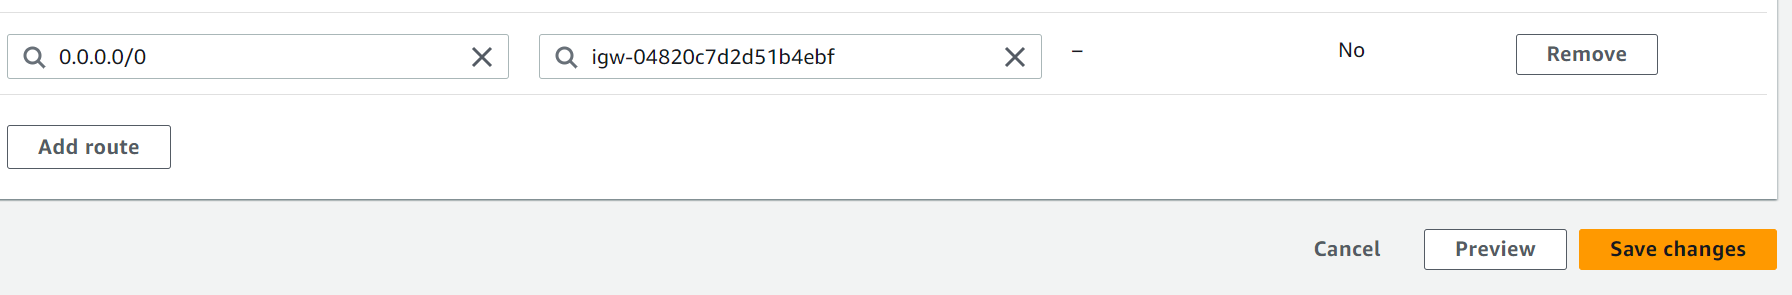 0.0.0.0/0 igw-04820c7d2d51b4ebf – No Remove
Add route
Cancel Preview Save changes